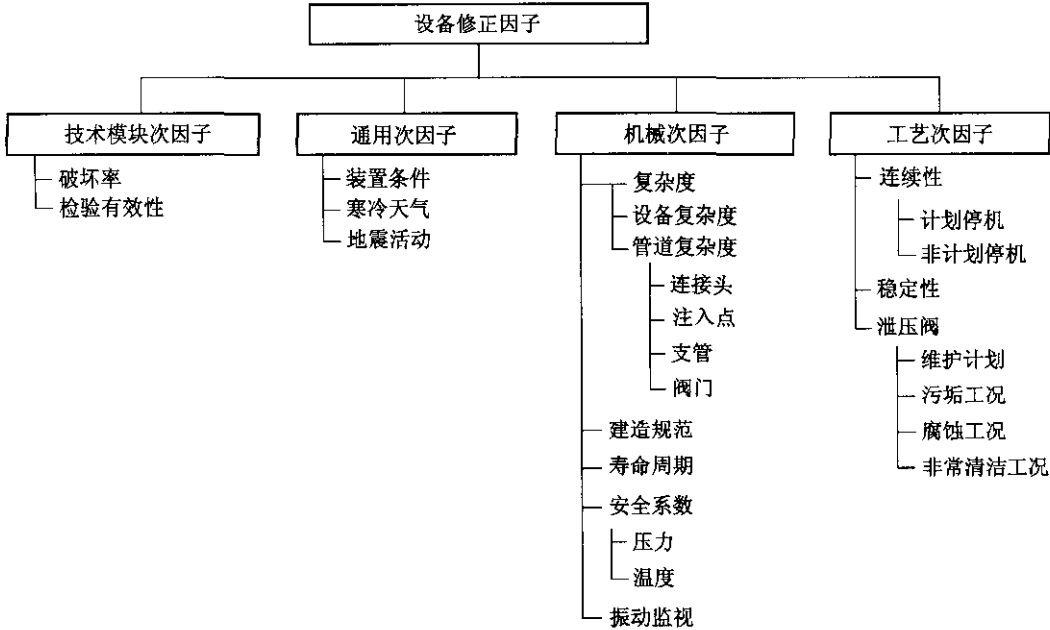 设备修正因子
技术模块次因子
破坏率
检验有效性
通用次因子
装置条件
寒冷天气
地震活动
机械次因子
复杂度
设备复杂度
管道复杂度
连接头
注入点
支管
阀门
建造规范
寿命周期
安全系数
压力
温度
振动监视
工艺次因子
连续性
计划停机
非计划停机
稳定性
泄压阀
维护计划
污垢工况
腐蚀工况
非常清洁工况